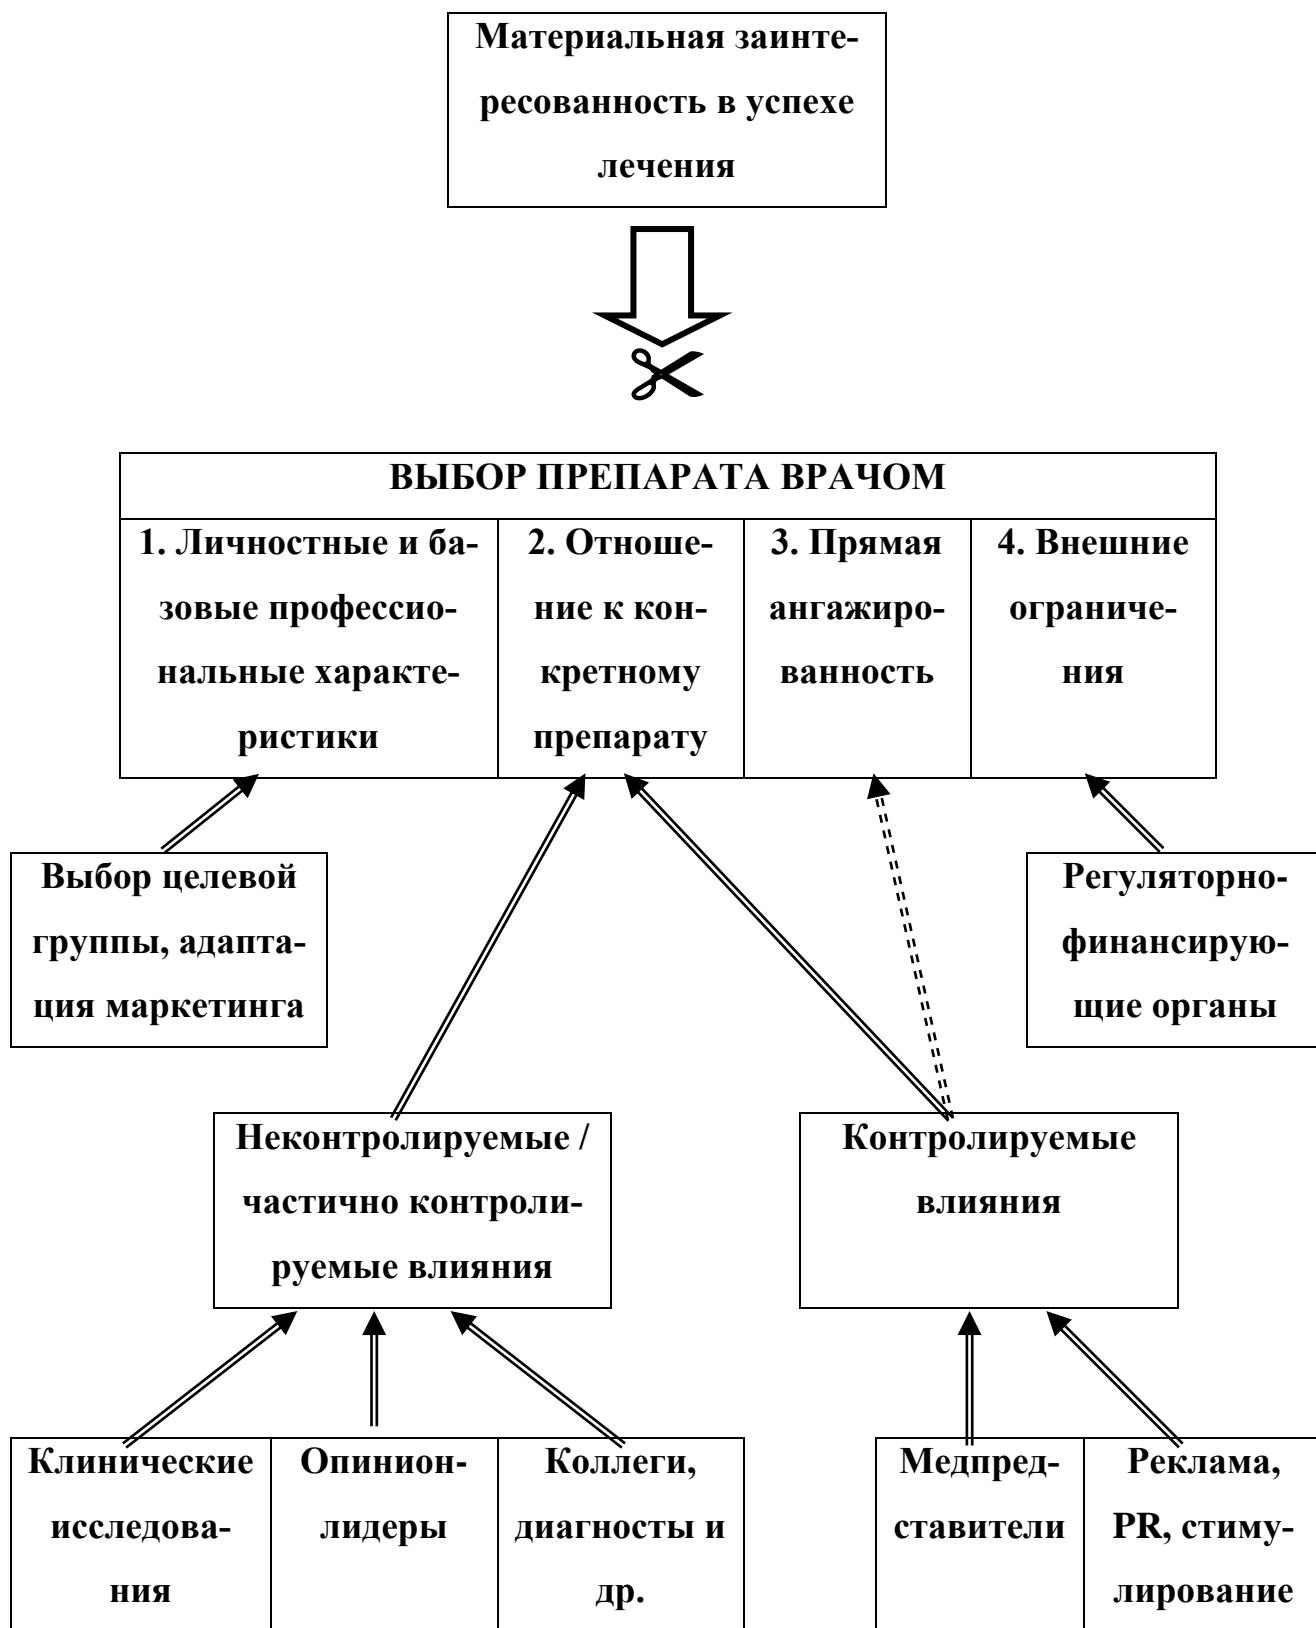 Материальная заинте-
ресованность в успехе
лечения
ВЫБОР ПРЕПАРАТА ВРАЧОМ
1. Личностные и ба-
зовые профессио-
нальные характе-
ристики
2. Отноше-
ние к кон-
кретному
препарату
3. Прямая
ангажиро-
ванность
4. Внешние
ограниче-
ния
Выбор целевой
группы, адапта-
ция маркетинга
Регуляторно-
финансирую-
щие органы
Неконтролируемые /
частично контроли-
руемые влияния
Контролируемые
влияния
Клинические
исследова-
ния
Опинион-
лидеры
Коллеги,
диагносты и
др.
Медпред-
ставители
Реклама,
PR, стиму-
лирование